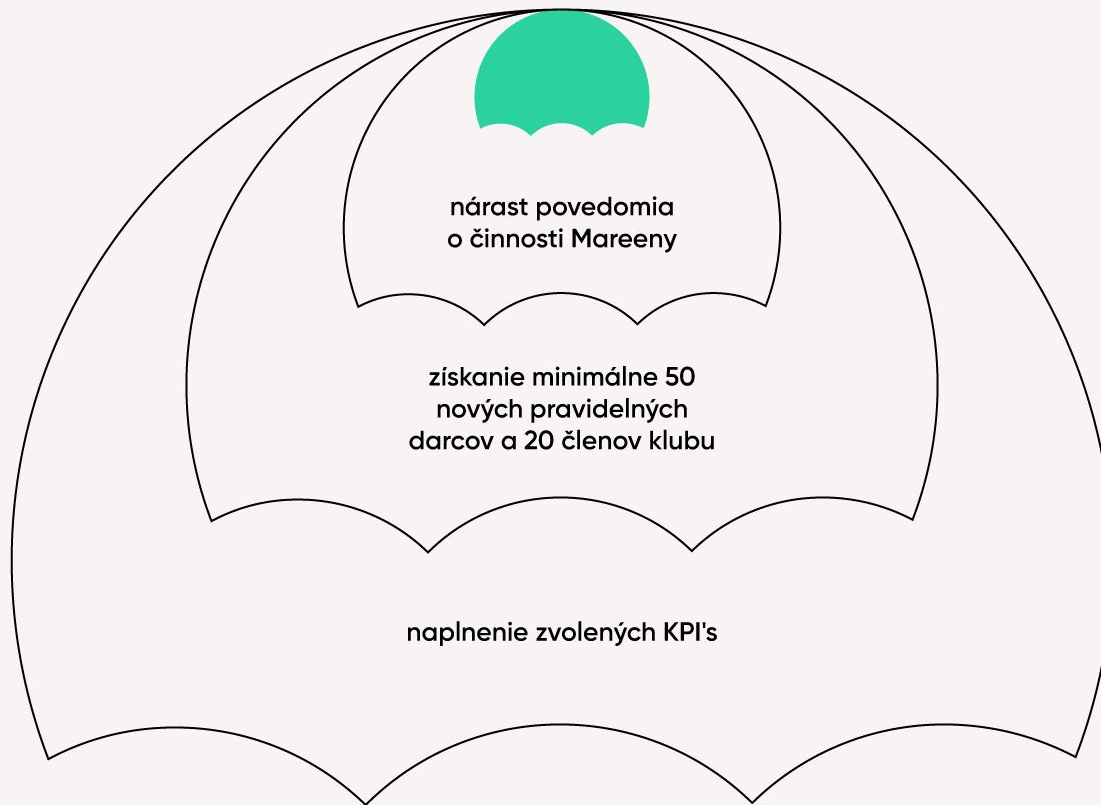 nárast povedomia
o činnosti Mareeny
získanie minimálne 50
nových pravidelných
darcov a 20 členov klubu
naplnenie zvolených KPI's